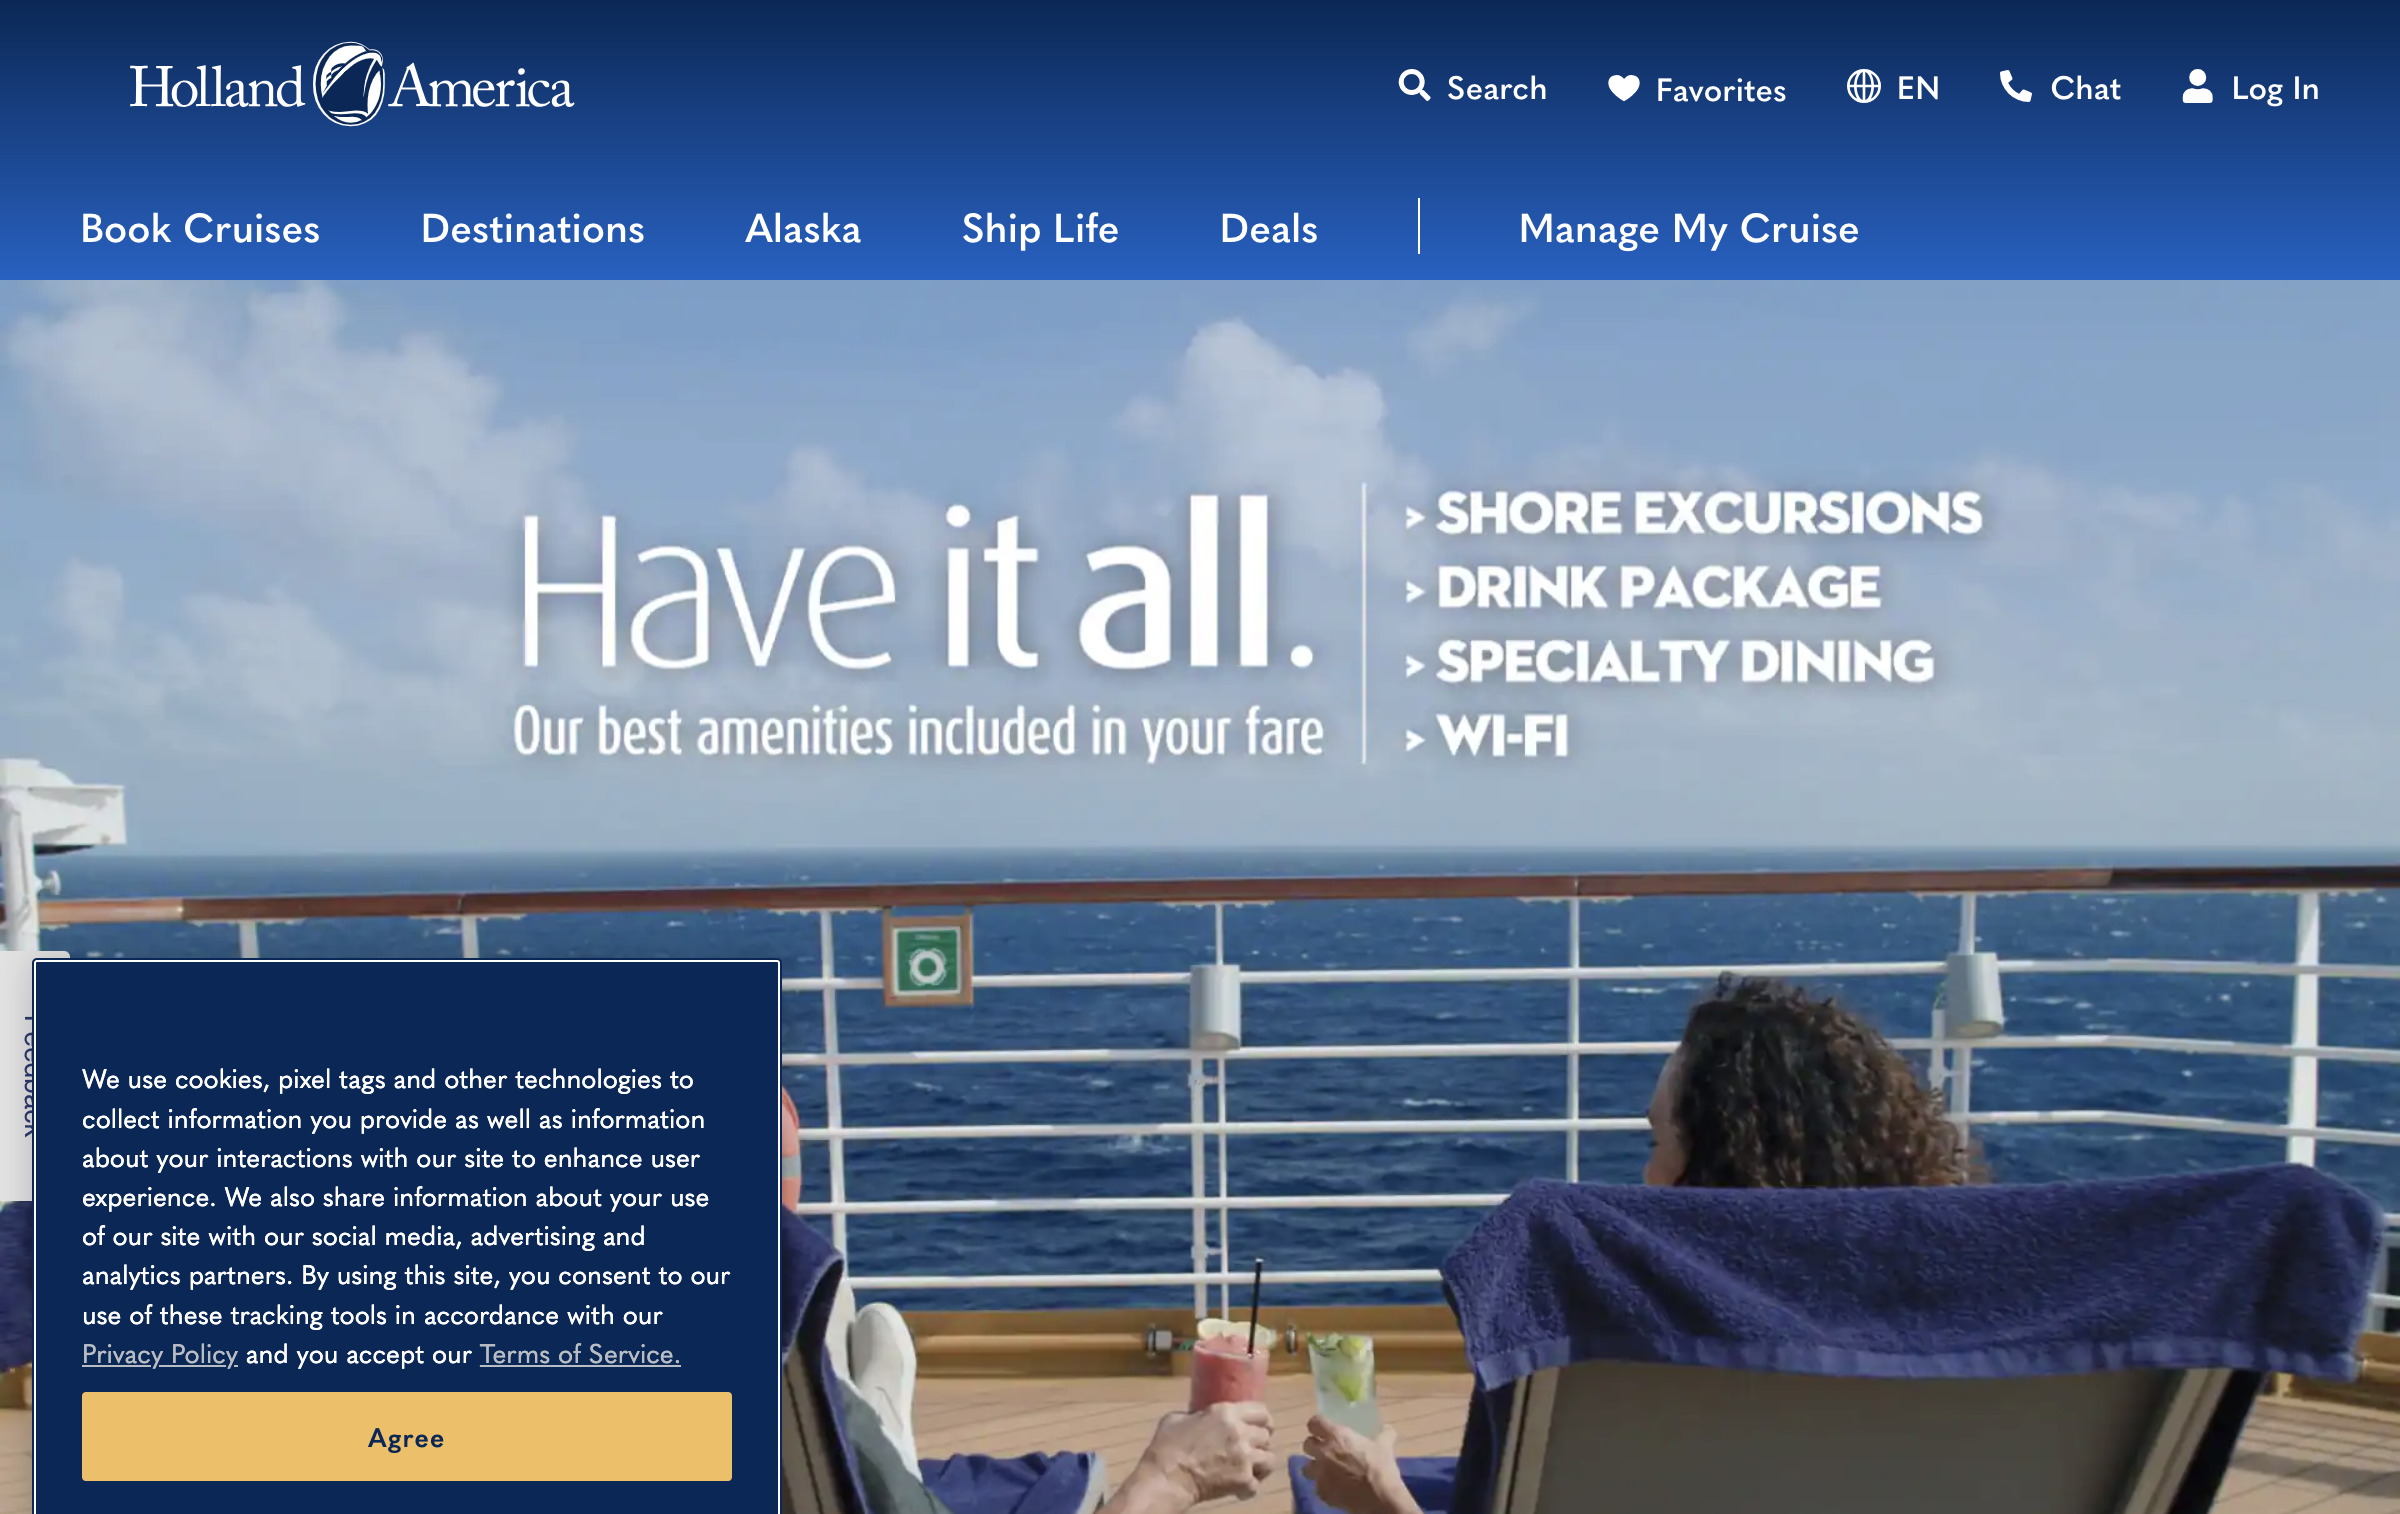 Holland America
Search
Favorites
EN
Chat
Log In
Book Cruises
Destinations
Alaska
Ship Life
Deals
Manage My Cruise
Have it all.
Our best amenities included in your fare
> SHORE EXCURSIONS
> DRINK PACKAGE
> SPECIALTY DINING
> WI-FI
We use cookies, pixel tags and other technologies to
collect information you provide as well as information
about your interactions with our site to enhance user
experience. We also share information about your use
of our site with our social media, advertising and
analytics partners. By using this site, you consent to our
use of these tracking tools in accordance with our
Privacy Policy and you accept our Terms of Service.
Agree